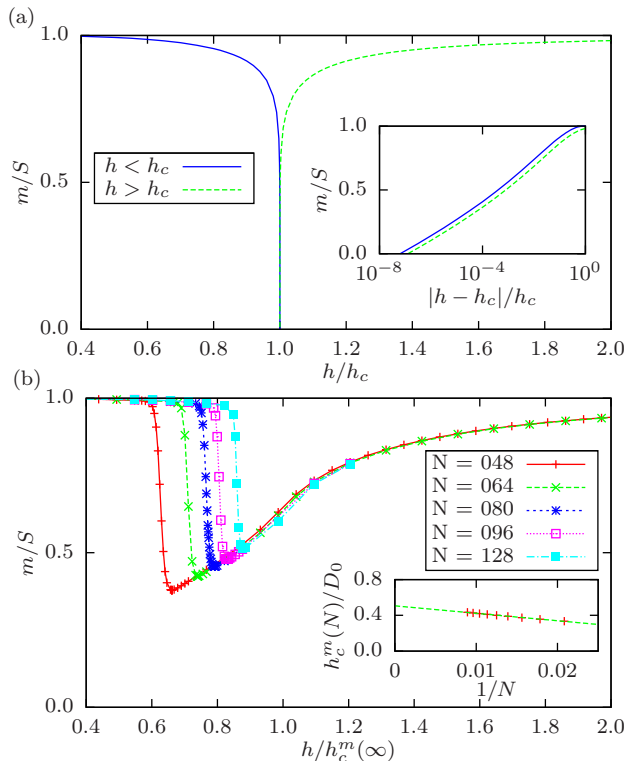 (a)
1.0
m/S
0.0
h < h_c
h > h_c
1.0
m/S
0.5
0.0
10^{-8} 10^{-4} 10^0
|h − h_c|/h_c
0.4 0.6 0.8 1.0 1.2 1.4 1.6 1.8 2.0
h/h_c
(b)
1.0
m/S
0.5
0.0
N = 048
N = 064
N = 080
N = 096
N = 128
0.8
h_c^m(N)/D_0
0.4
0.0
0 0.01 0.02
1/N
0.4 0.6 0.8 1.0 1.2 1.4 1.6 1.8 2.0
h/h_c^m(∞)